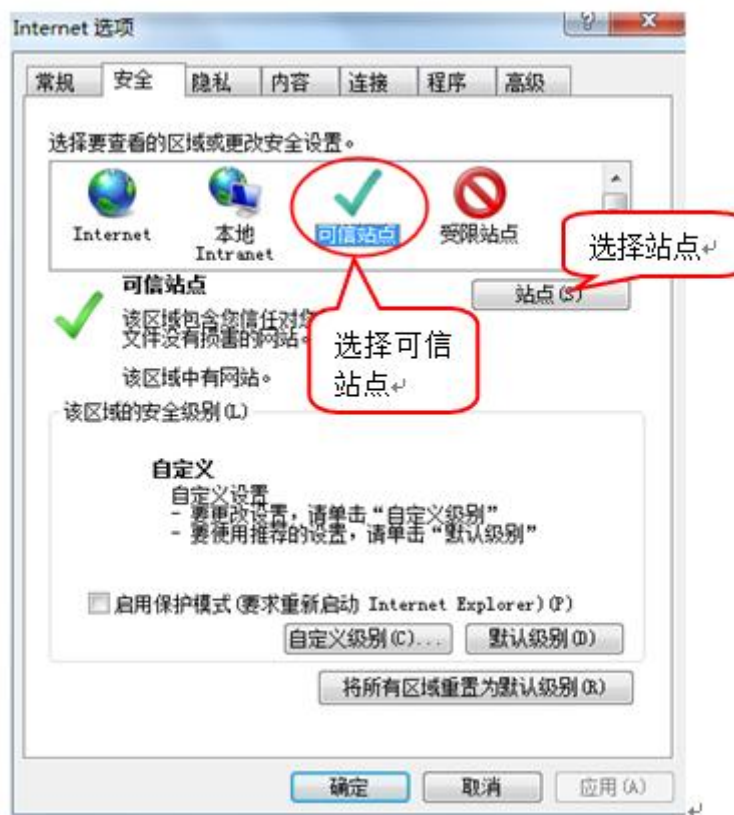 Internet 选项
常规 安全 隐私 内容 连接 程序 高级
选择要查看的区域或更改安全设置。
Internet 本地 Intranet 可信站点 受限站点
选择站点
可信站点
站点(S)
该区域包含您信任对您
文件没有损害的网站。
选择可信
站点
该区域中有网站。
该区域的安全级别(L)
自定义
自定义设置
- 要更改设置，请单击“自定义级别”
- 要使用推荐的设置，请单击“默认级别”
启用保护模式(要求重新启动 Internet Explorer)(P)
自定义级别(C)... 默认级别(D)
将所有区域重置为默认级别(R)
确定 取消 应用(A)